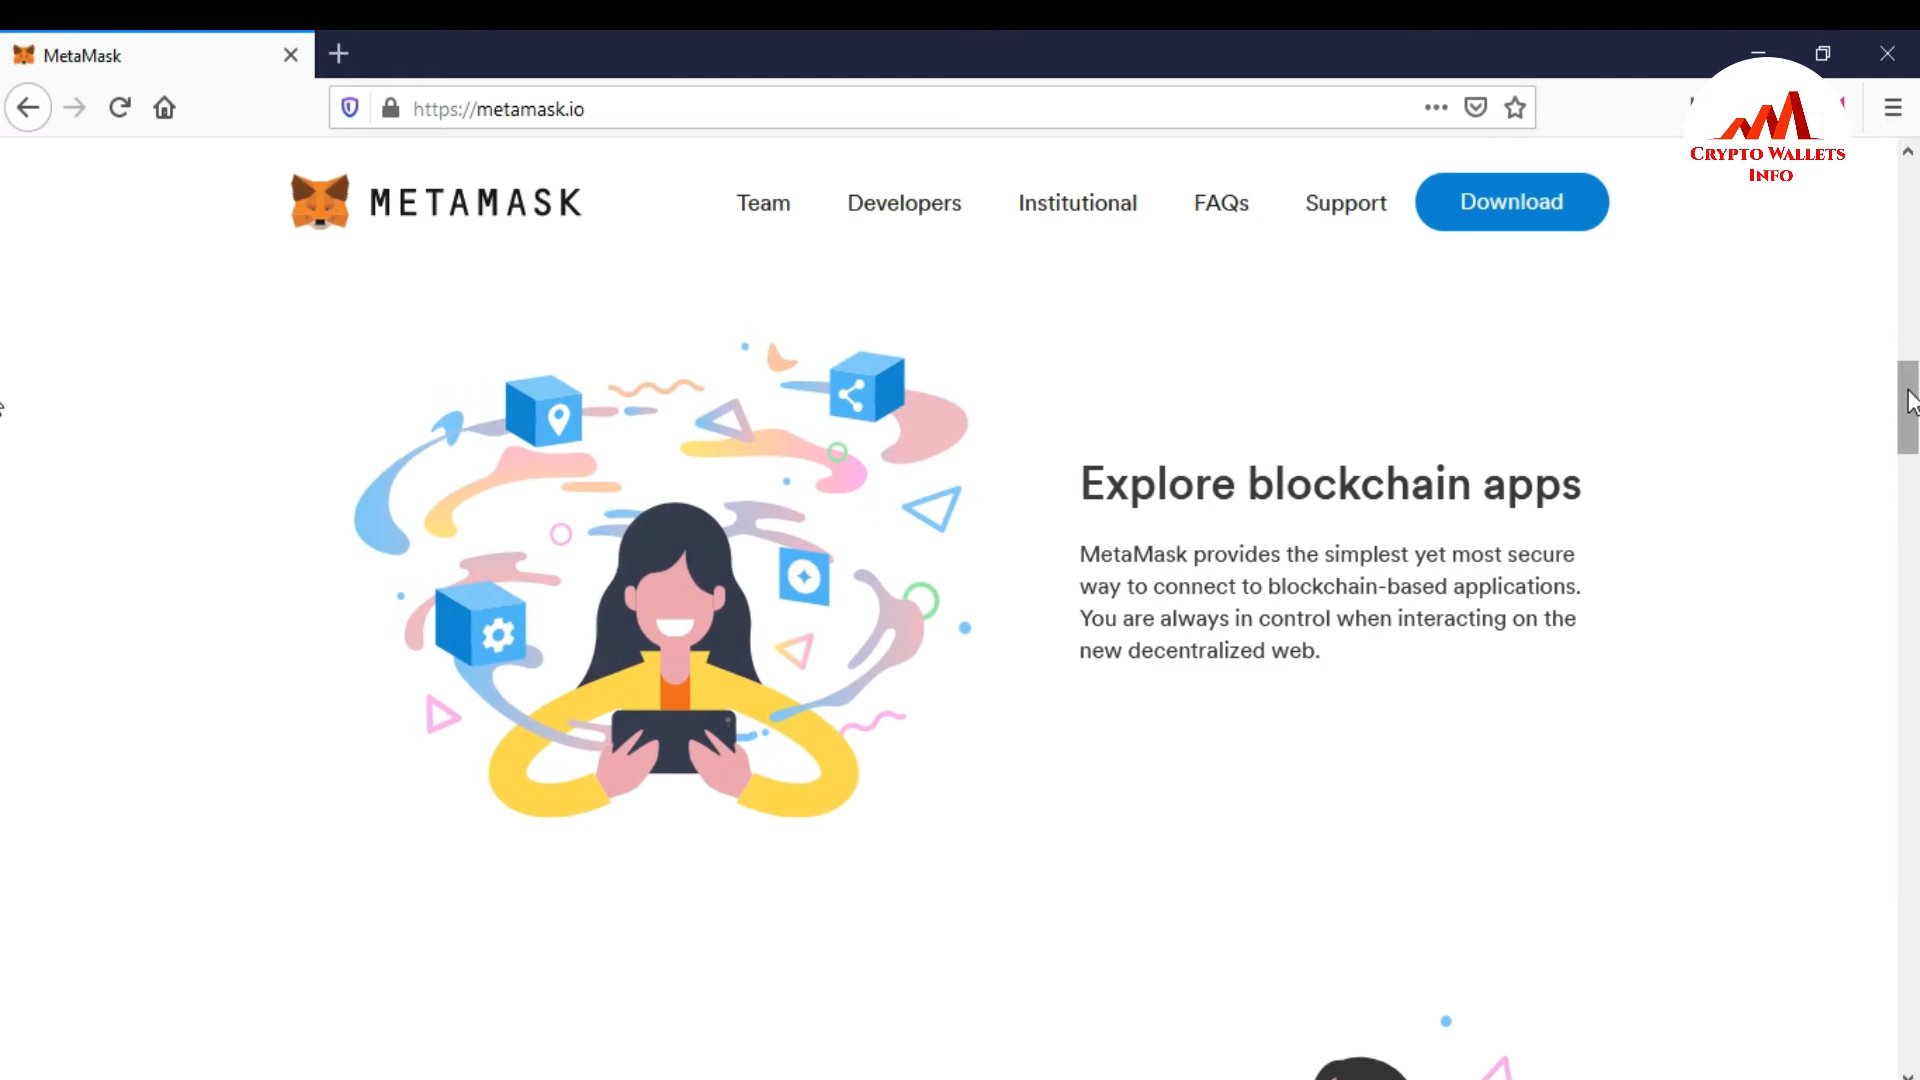 MetaMask
https://metamask.io
CRYPTO WALLETS
INFO
METAMASK
Team
Developers
Institutional
FAQs
Support
Download
Explore blockchain apps
MetaMask provides the simplest yet most secure
way to connect to blockchain-based applications.
You are always in control when interacting on the
new decentralized web.